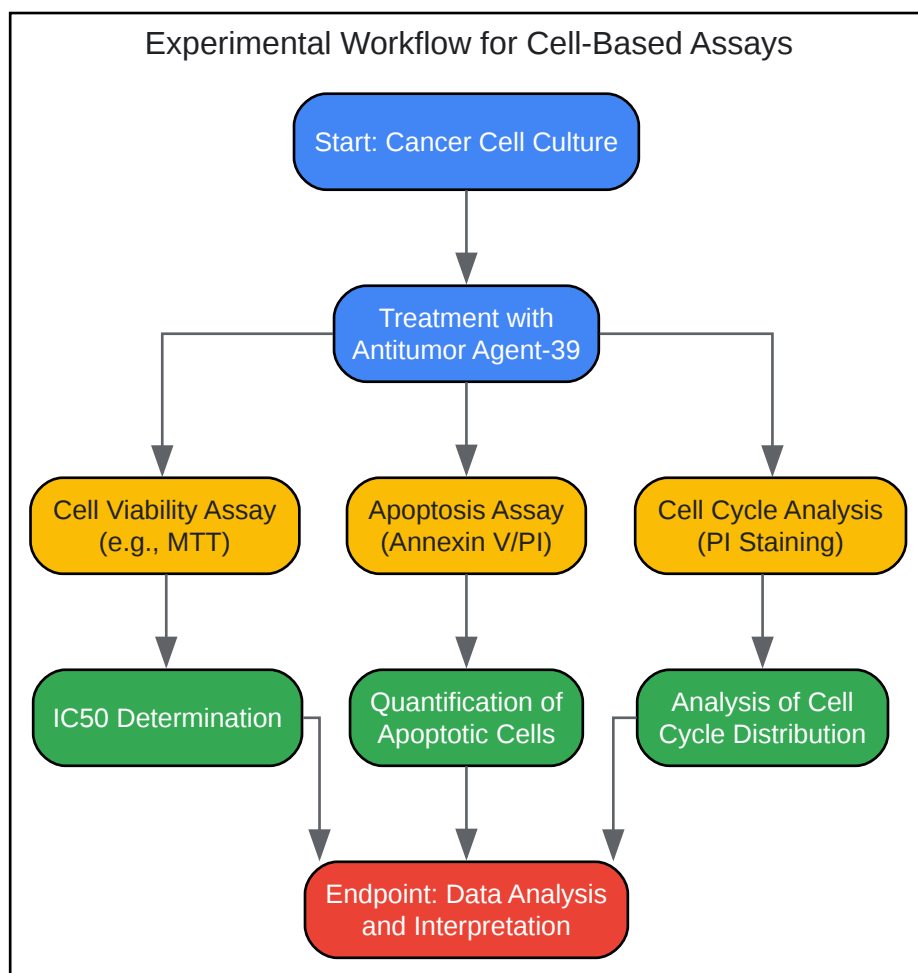 Experimental Workflow for Cell-Based Assays
Start: Cancer Cell Culture
Treatment with
Antitumor Agent-39
Cell Viability Assay
(e.g., MTT)
Apoptosis Assay
(Annexin V/PI)
Cell Cycle Analysis
(PI Staining)
IC50 Determination
Quantification of
Apoptotic Cells
Analysis of Cell
Cycle Distribution
Endpoint: Data Analysis
and Interpretation